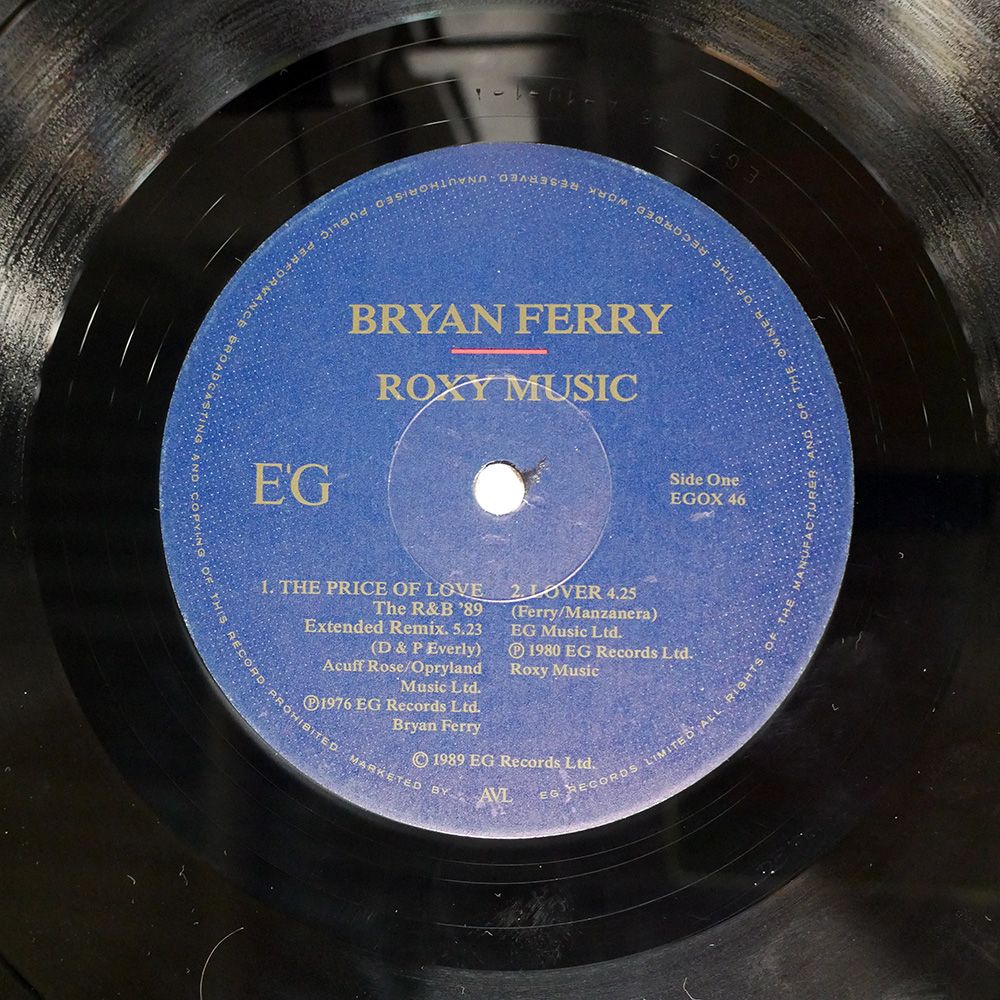 BRYAN FERRY
ROXY MUSIC
E'G
Side One
EGOX 46
1. THE PRICE OF LOVE
The R&B '89
Extended Remix. 5.23
(D & P Everly)
Acuff Rose/Opryland
Music Ltd.
Ⓟ1976 EG Records Ltd.
Bryan Ferry
2. LOVER 4.25
(Ferry/Manzanera)
EG Music Ltd.
Ⓟ 1980 EG Records Ltd.
Roxy Music
© 1989 EG Records Ltd.
MARKETED BY AVL EG RECORDS LIMITED. ALL RIGHTS OF THE MANUFACTURER AND OF THE OWNER OF THE RECORDED WORK RESERVED. UNAUTHORISED PUBLIC PERFORMANCE BROADCASTING AND COPYING OF THIS RECORD PROHIBITED.